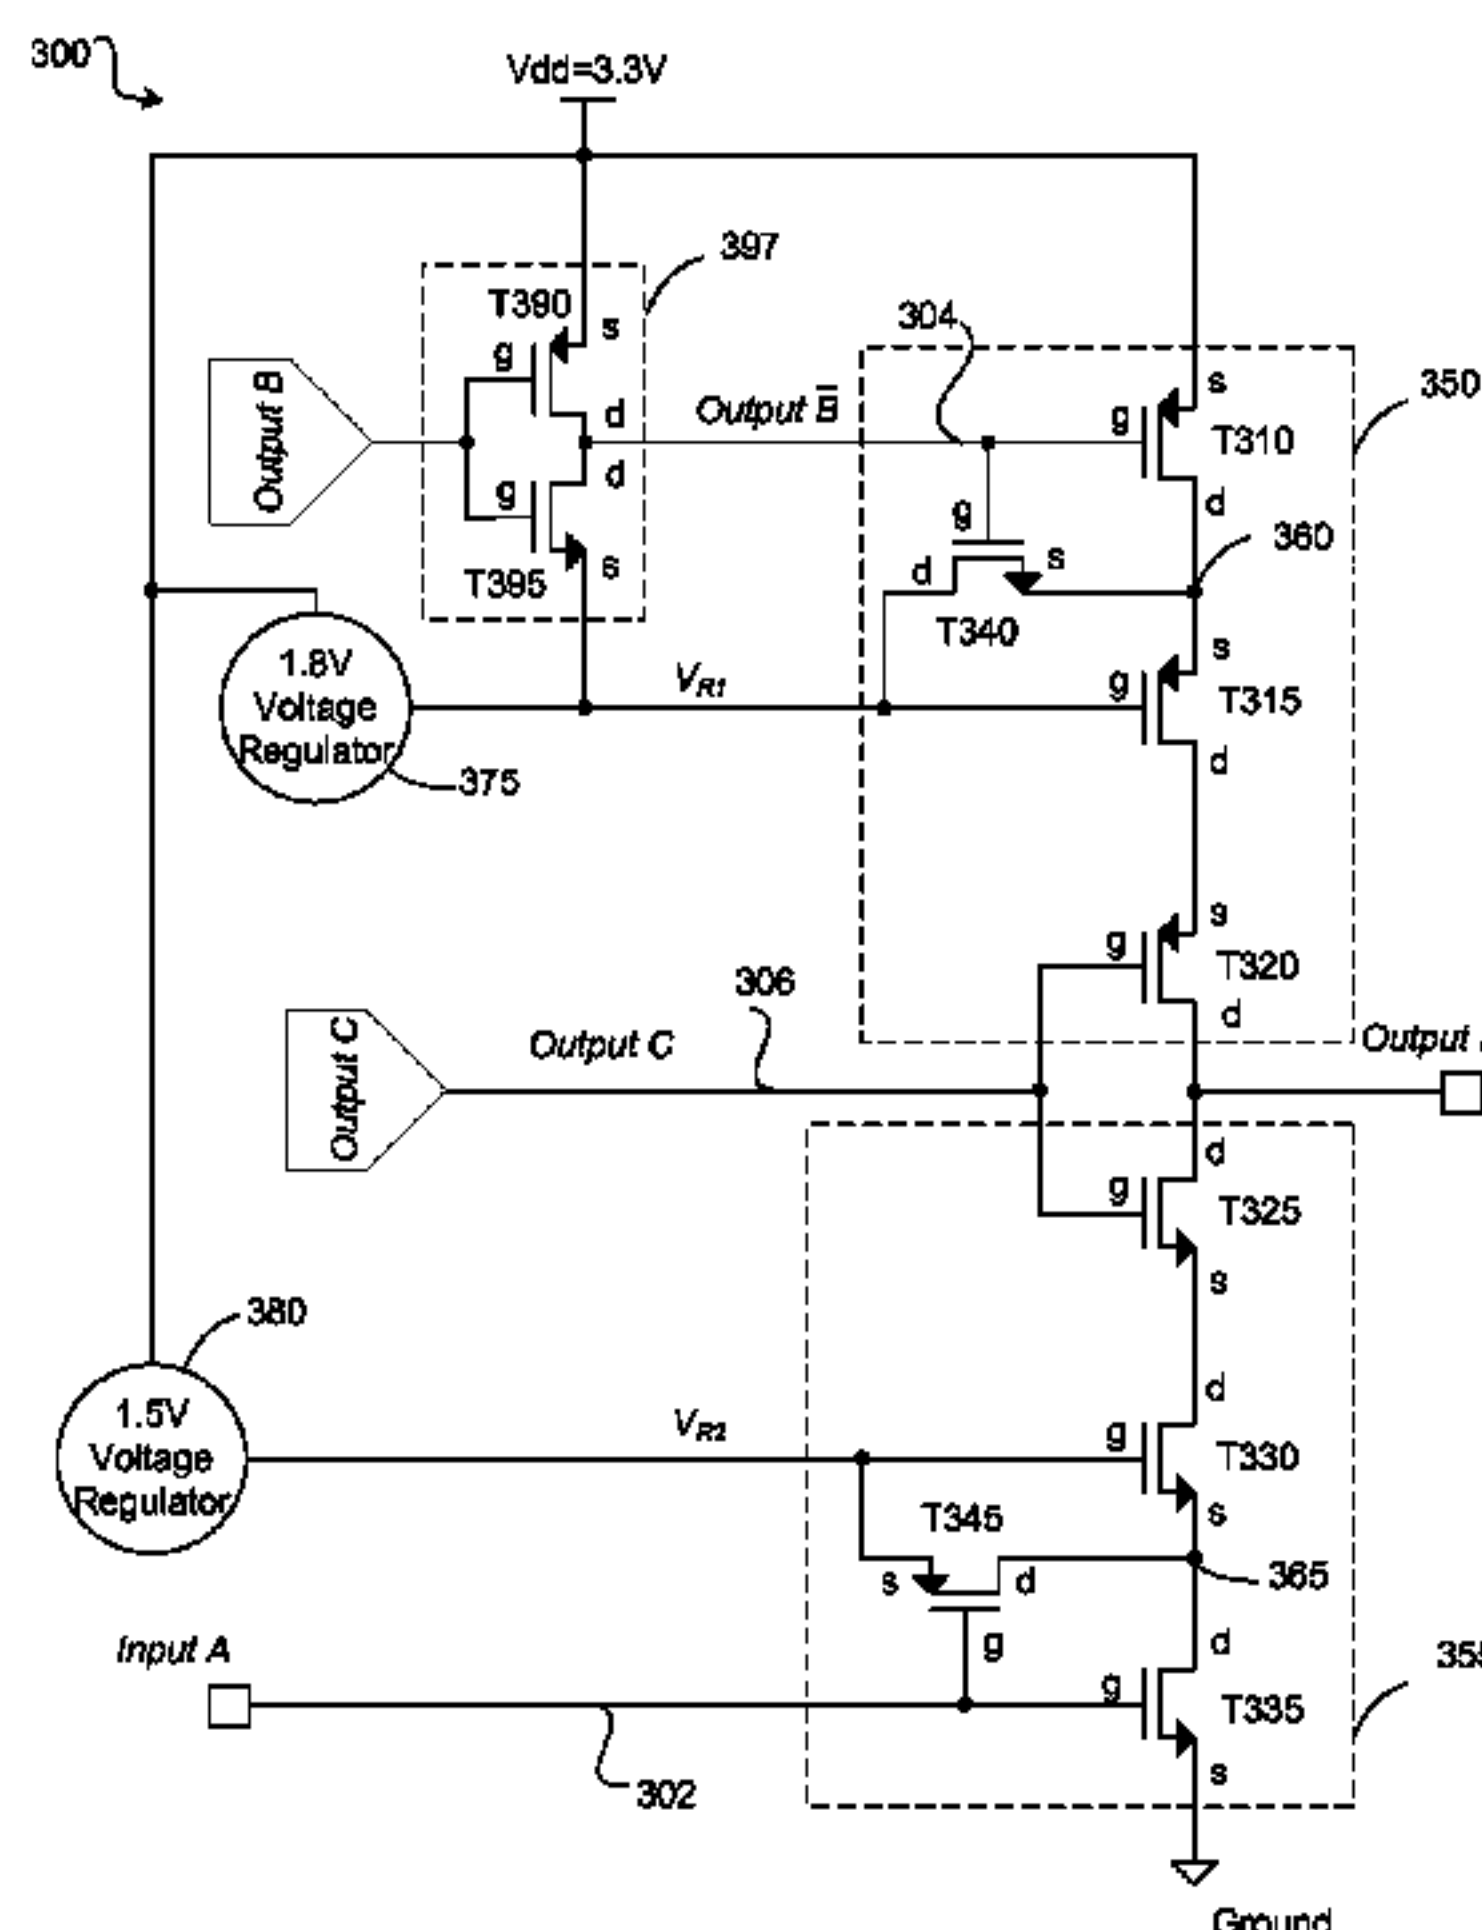 300
Vdd=3.3V
397
T390
s
g
d
Output B
Output B̅
304
350
s
g
T310
d
d
g
g
s
T395
d
s
T340
360
1.8V
Voltage
Regulator
375
VR1
s
g
T315
d
s
g
T320
d
306
Output C
Output C
Output
d
g
T325
s
380
1.5V
Voltage
Regulator
VR2
d
g
T330
s
T345
s
d
g
365
Input A
d
g
T335
s
302
Ground